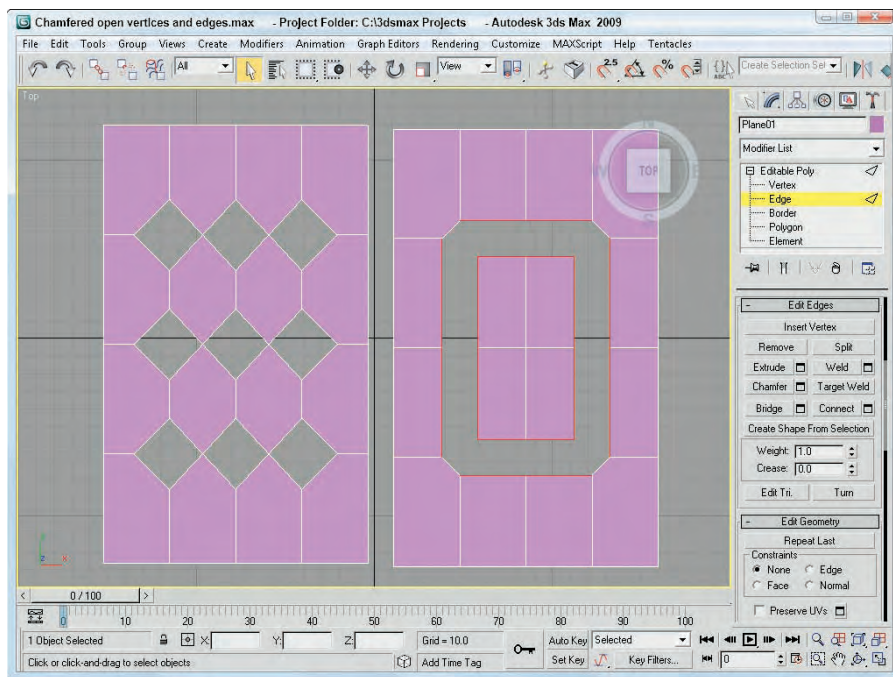 Chamfered open vertices and edges.max - Project Folder: C:\3dsmax Projects - Autodesk 3ds Max 2009
File Edit Tools Group Views Create Modifiers Animation Graph Editors Rendering Customize MAXScript Help Tentacles
All View 2.5 % ABC Create Selection Set
Top
N
W TOP E
S
Plane01
Modifier List
Editable Poly
Vertex
Edge
Border
Polygon
Element
- Edit Edges
Insert Vertex
Remove Split
Extrude Weld
Chamfer Target Weld
Bridge Connect
Create Shape From Selection
Weight: 1.0
Crease: 0.0
Edit Tri. Turn
- Edit Geometry
Repeat Last
Constraints
None Edge
Face Normal
Preserve UVs
z x
< 0 / 100 >
0 10 20 30 40 50 60 70 80 90 100
1 Object Selected X: Y: Z: Grid = 10.0 Auto Key Selected
Click or click-and-drag to select objects Add Time Tag Set Key Key Filters... 0